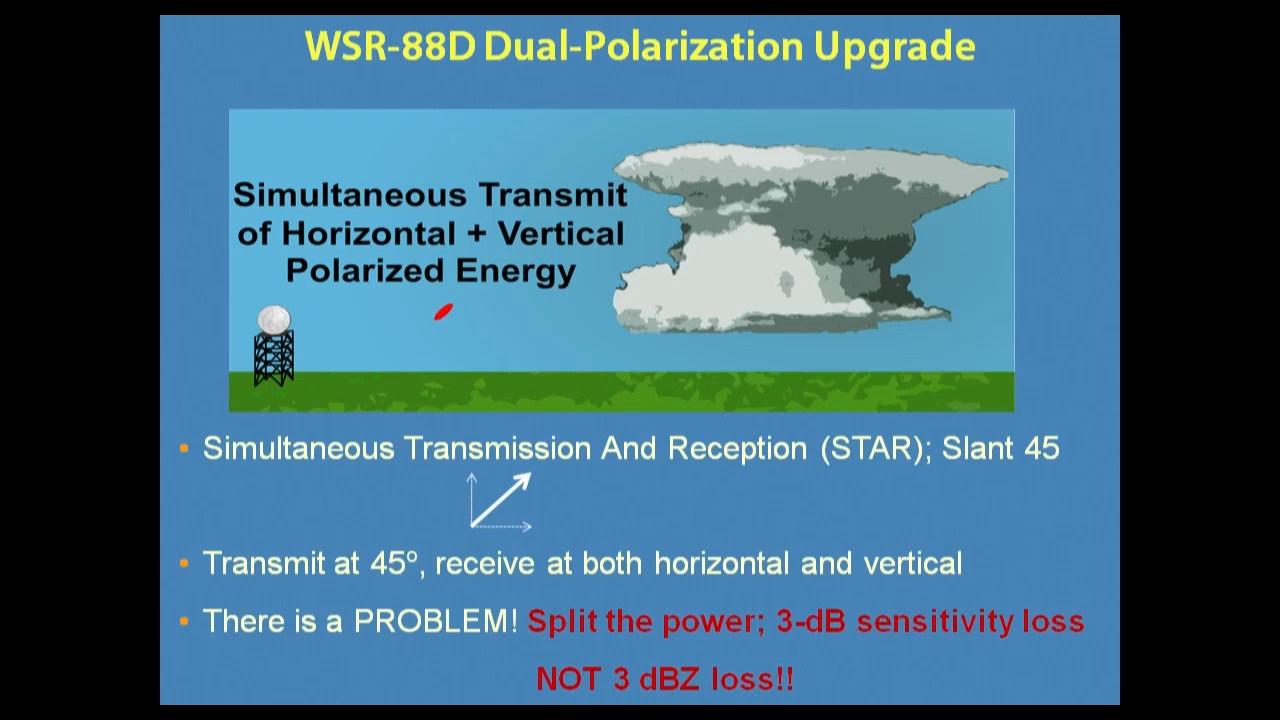 WSR-88D Dual-Polarization Upgrade
Simultaneous Transmit
of Horizontal + Vertical
Polarized Energy
• Simultaneous Transmission And Reception (STAR); Slant 45
• Transmit at 45°, receive at both horizontal and vertical
• There is a PROBLEM! Split the power; 3-dB sensitivity loss
NOT 3 dBZ loss!!